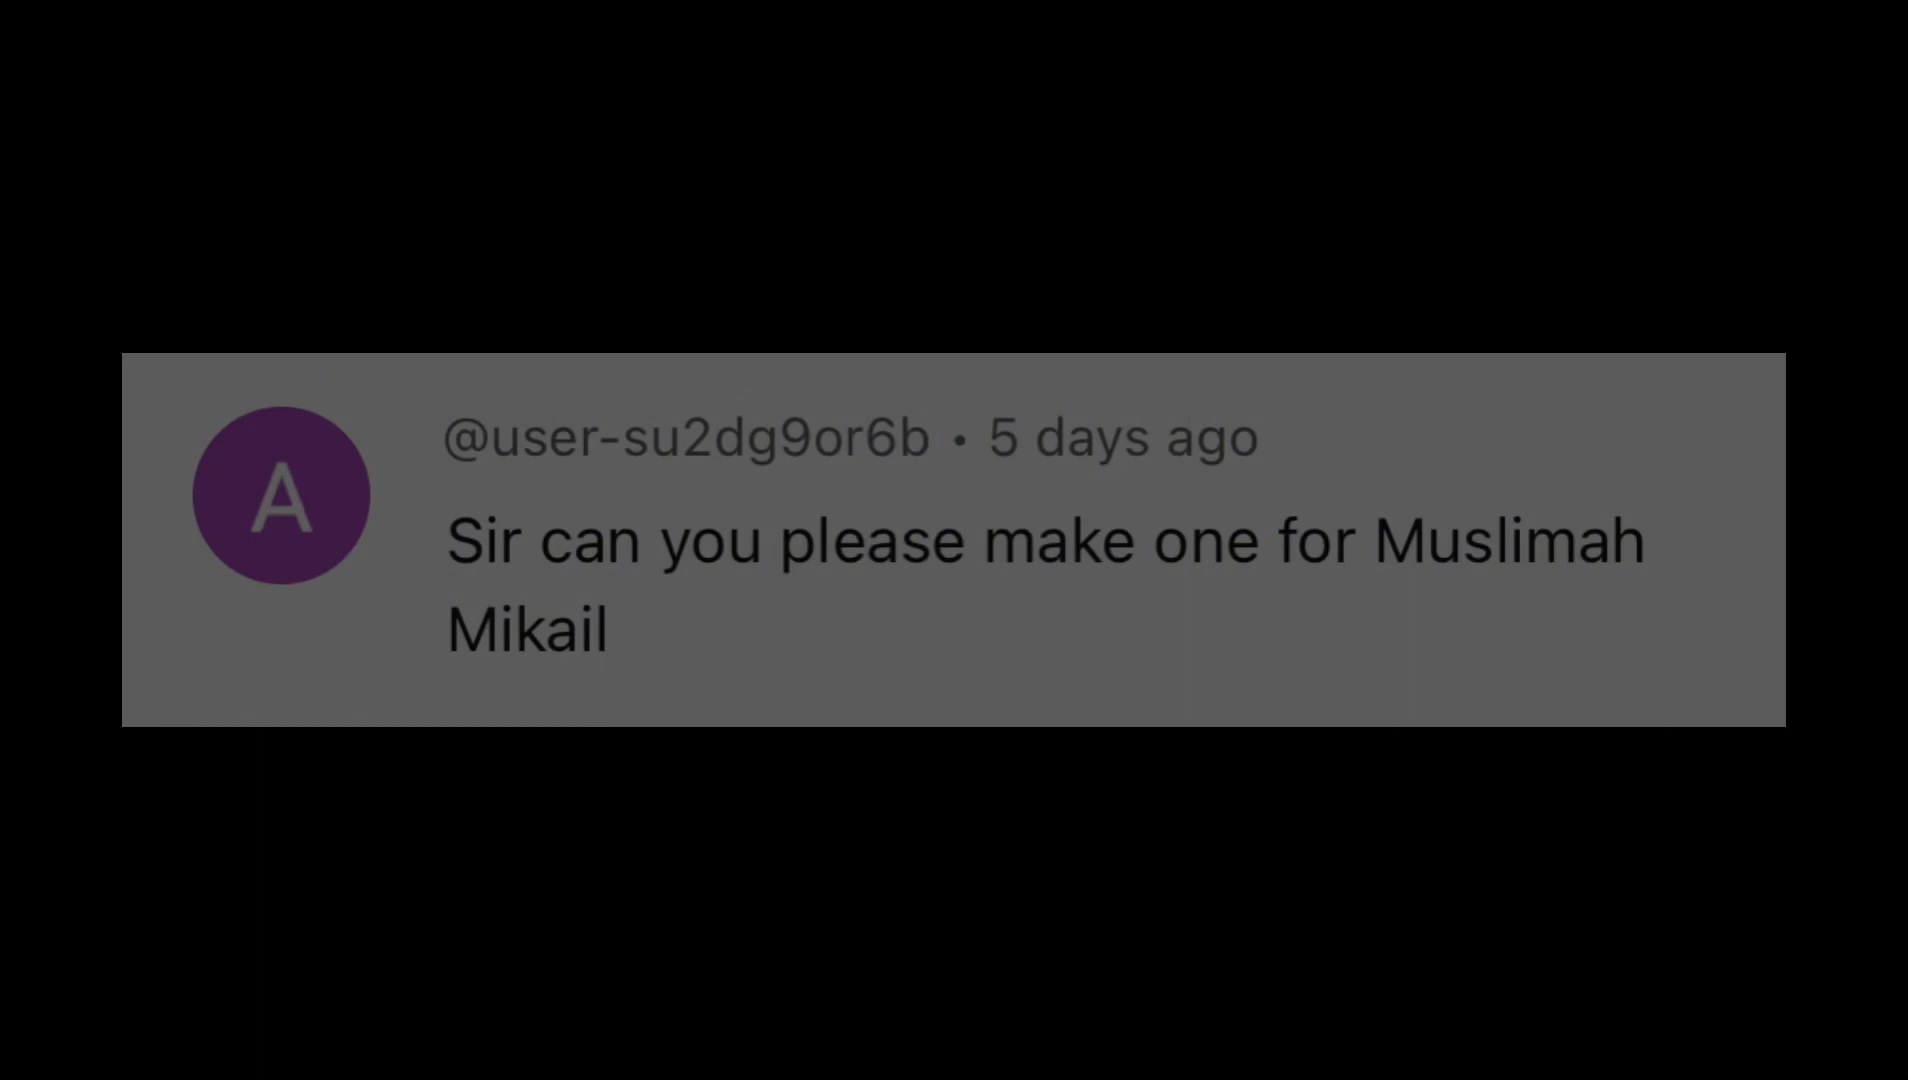 A
@user-su2dg9or6b • 5 days ago
Sir can you please make one for Muslimah
Mikail